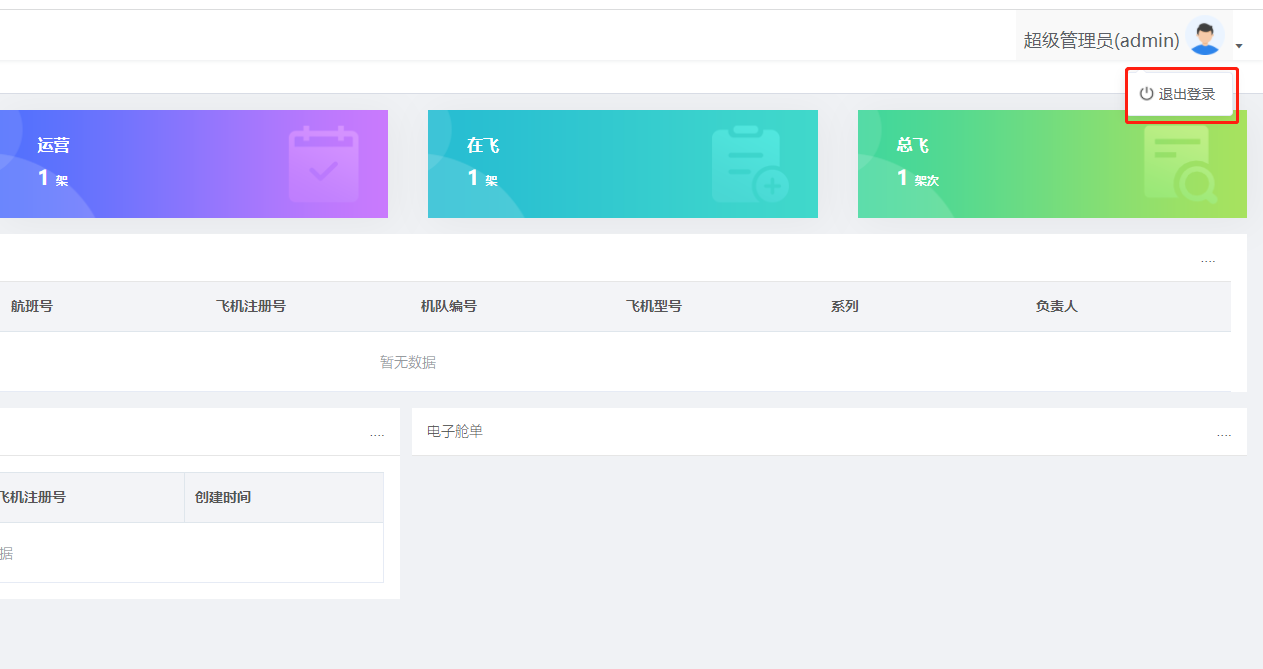 超级管理员(admin)
退出登录
运营
1 架
在飞
1 架
总飞
1 架次
....
航班号 飞机注册号 机队编号 飞机型号 系列 负责人
暂无数据
....
电子舱单
....
飞机注册号 创建时间
据